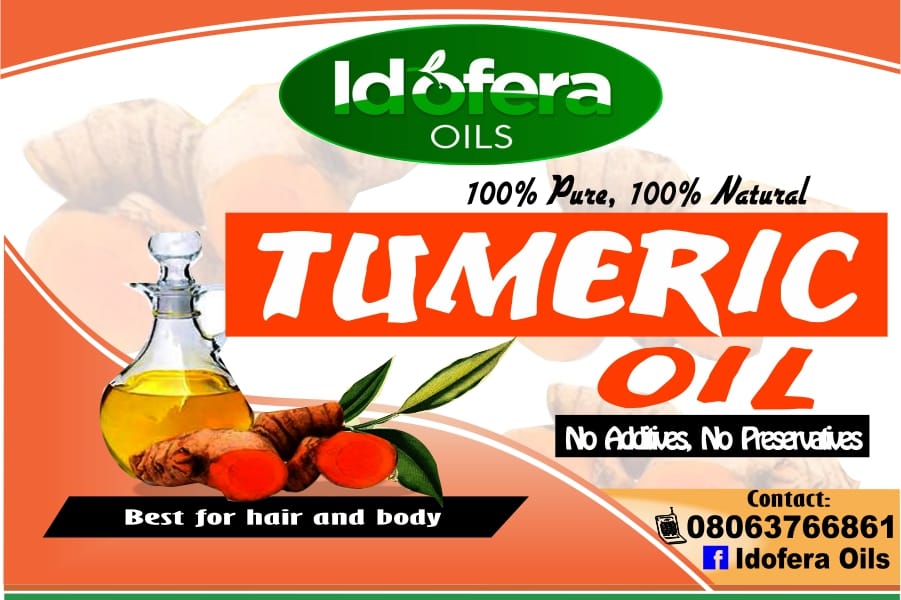 Idofera
OILS
100% Pure, 100% Natural
TUMERIC
OIL
No Additives, No Preservatives
Best for hair and body
Contact:
08063766861
f Idofera Oils